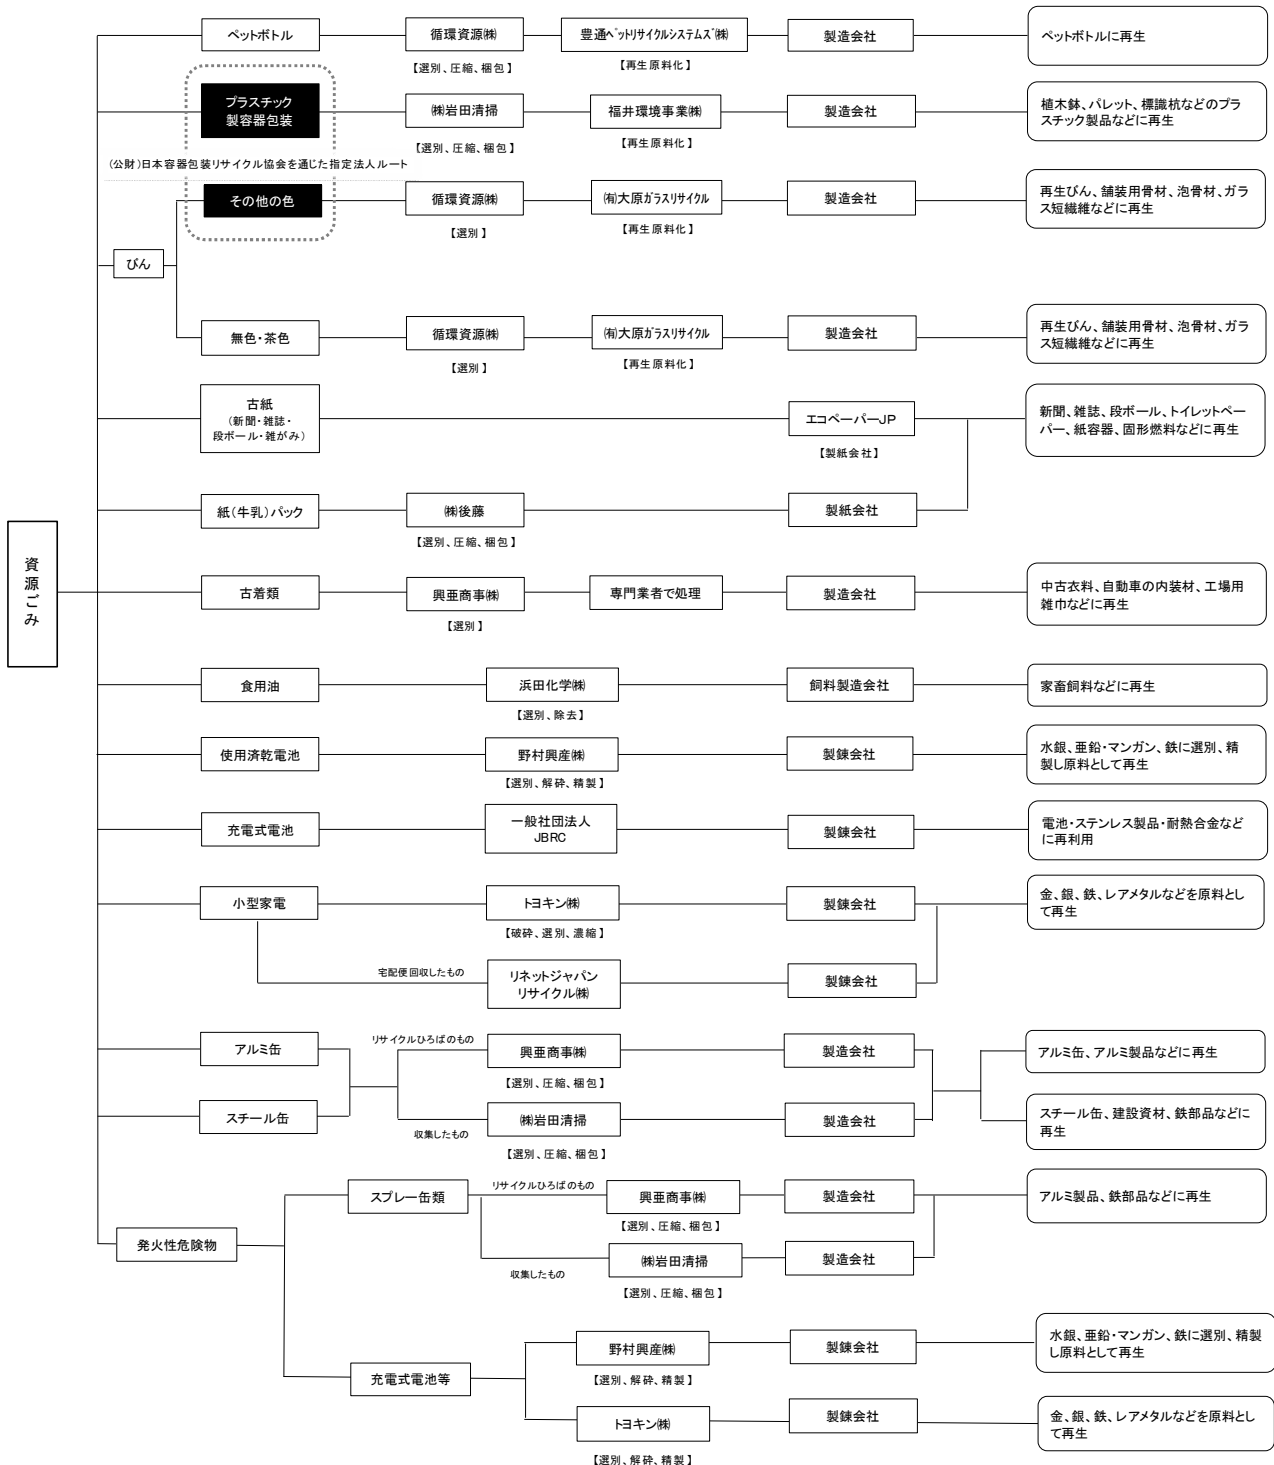 資源ごみ
ペットボトル
循環資源㈱
【選別、圧縮、梱包】
豊通ペットリサイクルシステムズ㈱
【再生原料化】
製造会社
ペットボトルに再生
プラスチック
製容器包装
㈱岩田清掃
【選別、圧縮、梱包】
福井環境事業㈱
【再生原料化】
製造会社
植木鉢、パレット、標識杭などのプラ
スチック製品などに再生
(公財)日本容器包装リサイクル協会を通じた指定法人ルート
びん
その他の色
循環資源㈱
【選別】
㈲大原ガラスリサイクル
【再生原料化】
製造会社
再生びん、舗装用骨材、泡骨材、ガラ
ス短繊維などに再生
無色・茶色
循環資源㈱
【選別】
㈲大原ガラスリサイクル
【再生原料化】
製造会社
再生びん、舗装用骨材、泡骨材、ガラ
ス短繊維などに再生
古紙
(新聞・雑誌・
段ボール・雑がみ)
エコペーパーJP
【製紙会社】
新聞、雑誌、段ボール、トイレットペー
パー、紙容器、固形燃料などに再生
紙(牛乳)パック
㈱後藤
【選別、圧縮、梱包】
製紙会社
古着類
興亜商事㈱
【選別】
専門業者で処理
製造会社
中古衣料、自動車の内装材、工場用
雑巾などに再生
食用油
浜田化学㈱
【選別、除去】
飼料製造会社
家畜飼料などに再生
使用済乾電池
野村興産㈱
【選別、解砕、精製】
製錬会社
水銀、亜鉛・マンガン、鉄に選別、精
製し原料として再生
充電式電池
一般社団法人
JBRC
製錬会社
電池・ステンレス製品・耐熱合金など
に再利用
小型家電
トヨキン㈱
【破砕、選別、濃縮】
製錬会社
金、銀、鉄、レアメタルなどを原料とし
て再生
宅配便回収したもの
リネットジャパン
リサイクル㈱
製錬会社
アルミ缶
リサイクルひろばのもの
興亜商事㈱
【選別、圧縮、梱包】
製造会社
アルミ缶、アルミ製品などに再生
スチール缶
収集したもの
㈱岩田清掃
【選別、圧縮、梱包】
製造会社
スチール缶、建設資材、鉄部品などに
再生
発火性危険物
スプレー缶類
リサイクルひろばのもの
興亜商事㈱
【選別、圧縮、梱包】
製造会社
アルミ製品、鉄部品などに再生
収集したもの
㈱岩田清掃
【選別、圧縮、梱包】
製造会社
充電式電池等
野村興産㈱
【選別、解砕、精製】
製錬会社
水銀、亜鉛・マンガン、鉄に選別、精製
し原料として再生
トヨキン㈱
【選別、解砕、精製】
製錬会社
金、銀、鉄、レアメタルなどを原料とし
て再生